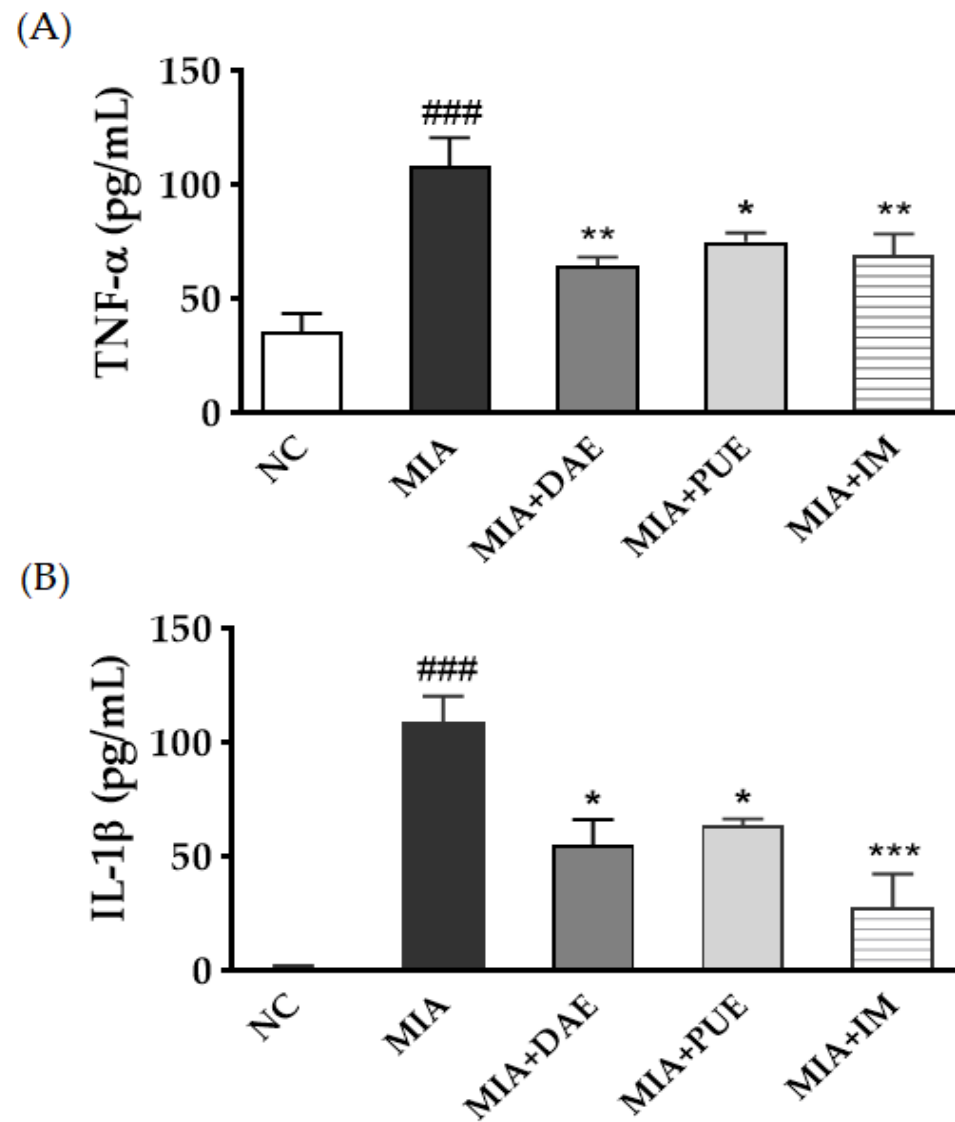 (A)
TNF-α (pg/mL)
150
100
50
0
###
**
*
**
NC
MIA
MIA+DAE
MIA+PUE
MIA+IM
(B)
IL-1β (pg/mL)
150
100
50
0
###
*
*
***
NC
MIA
MIA+DAE
MIA+PUE
MIA+IM